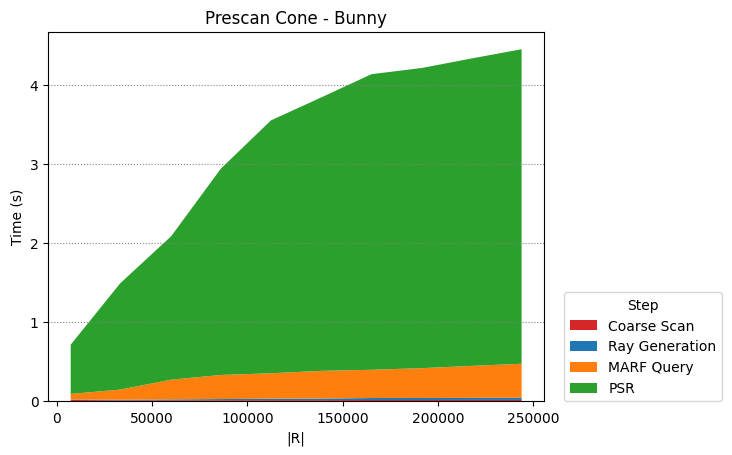 Prescan Cone - Bunny
Time (s)
4
3
2
1
0
0
50000
100000
150000
200000
250000
|R|
Step
Coarse Scan
Ray Generation
MARF Query
PSR